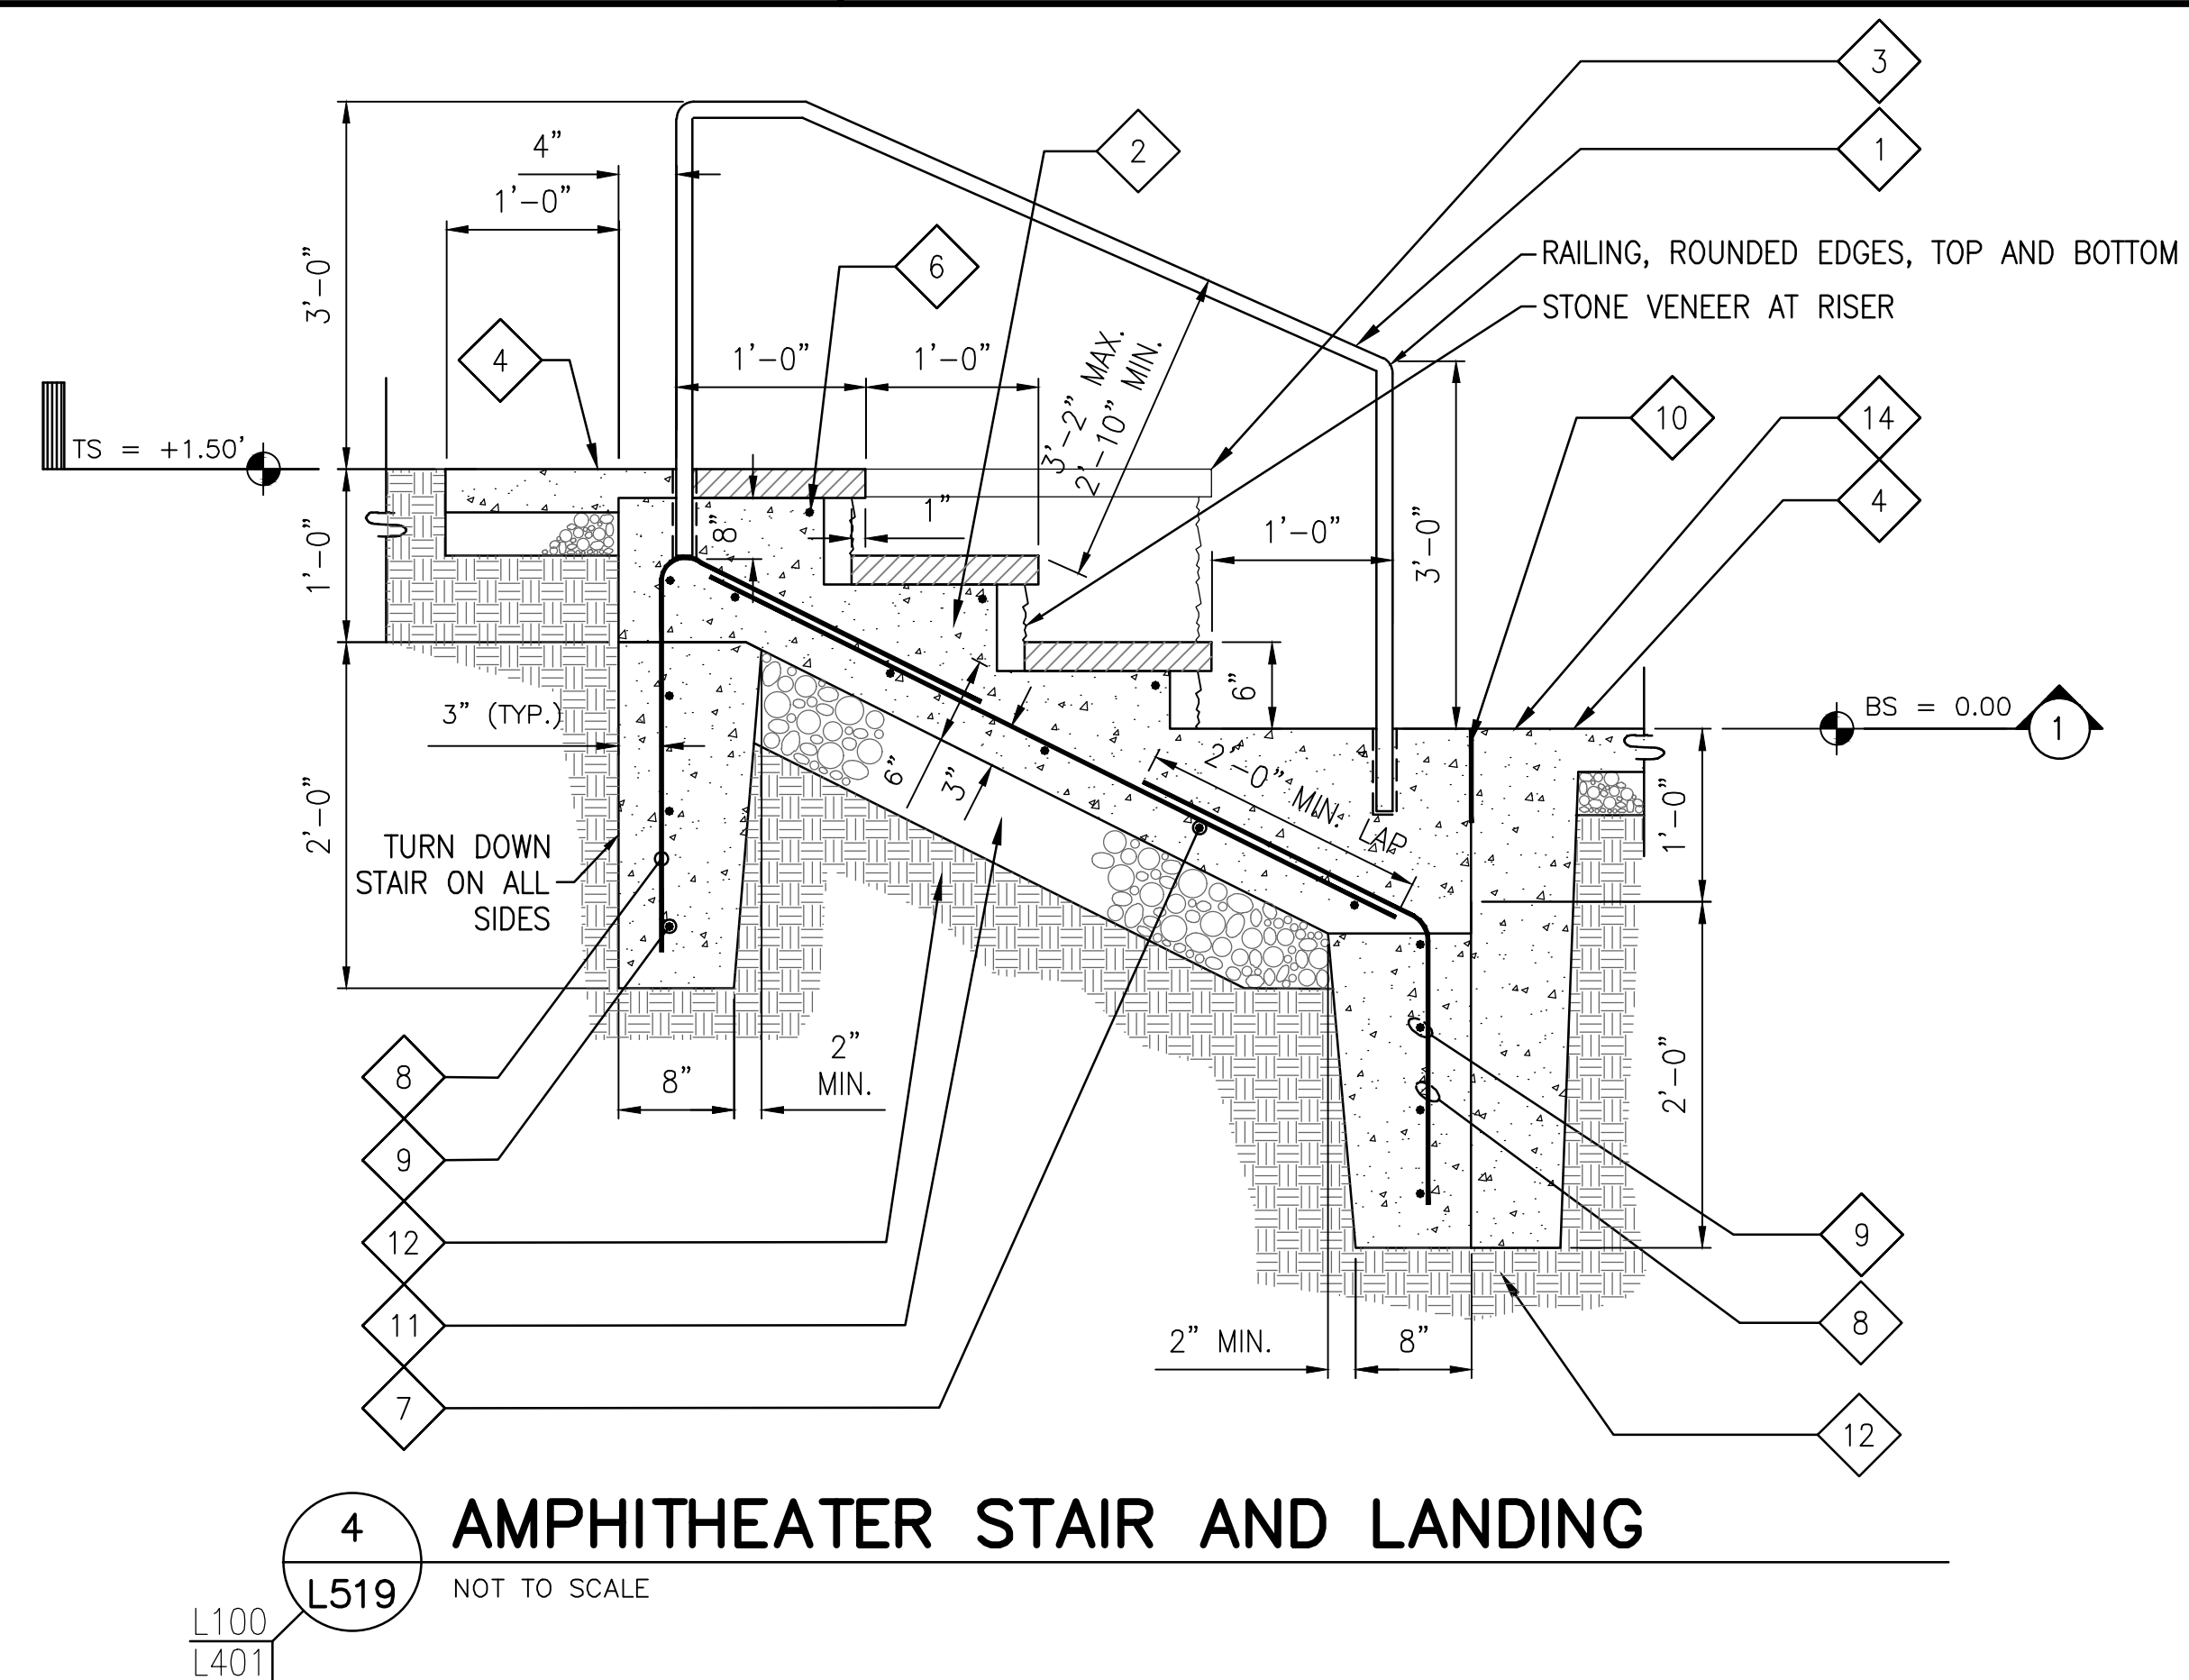 3
1
2
4"
1'-0"
6
RAILING, ROUNDED EDGES, TOP AND BOTTOM
STONE VENEER AT RISER
3'-0"
4
1'-0"
1'-0"
3'-2" MAX.
2'-10" MIN.
10
14
4
TS = +1.50'
8"
1"
1'-0"
3'-0"
1'-0"
6"
BS = 0.00
1
3" (TYP.)
6"
3"
2'-0" MIN. LAP
1'-0"
2'-0"
TURN DOWN
STAIR ON ALL
SIDES
2'-0"
8
8"
2"
MIN.
9
12
11
7
9
8
12
2" MIN.
8"
4
L519
AMPHITHEATER STAIR AND LANDING
NOT TO SCALE
L100
L401